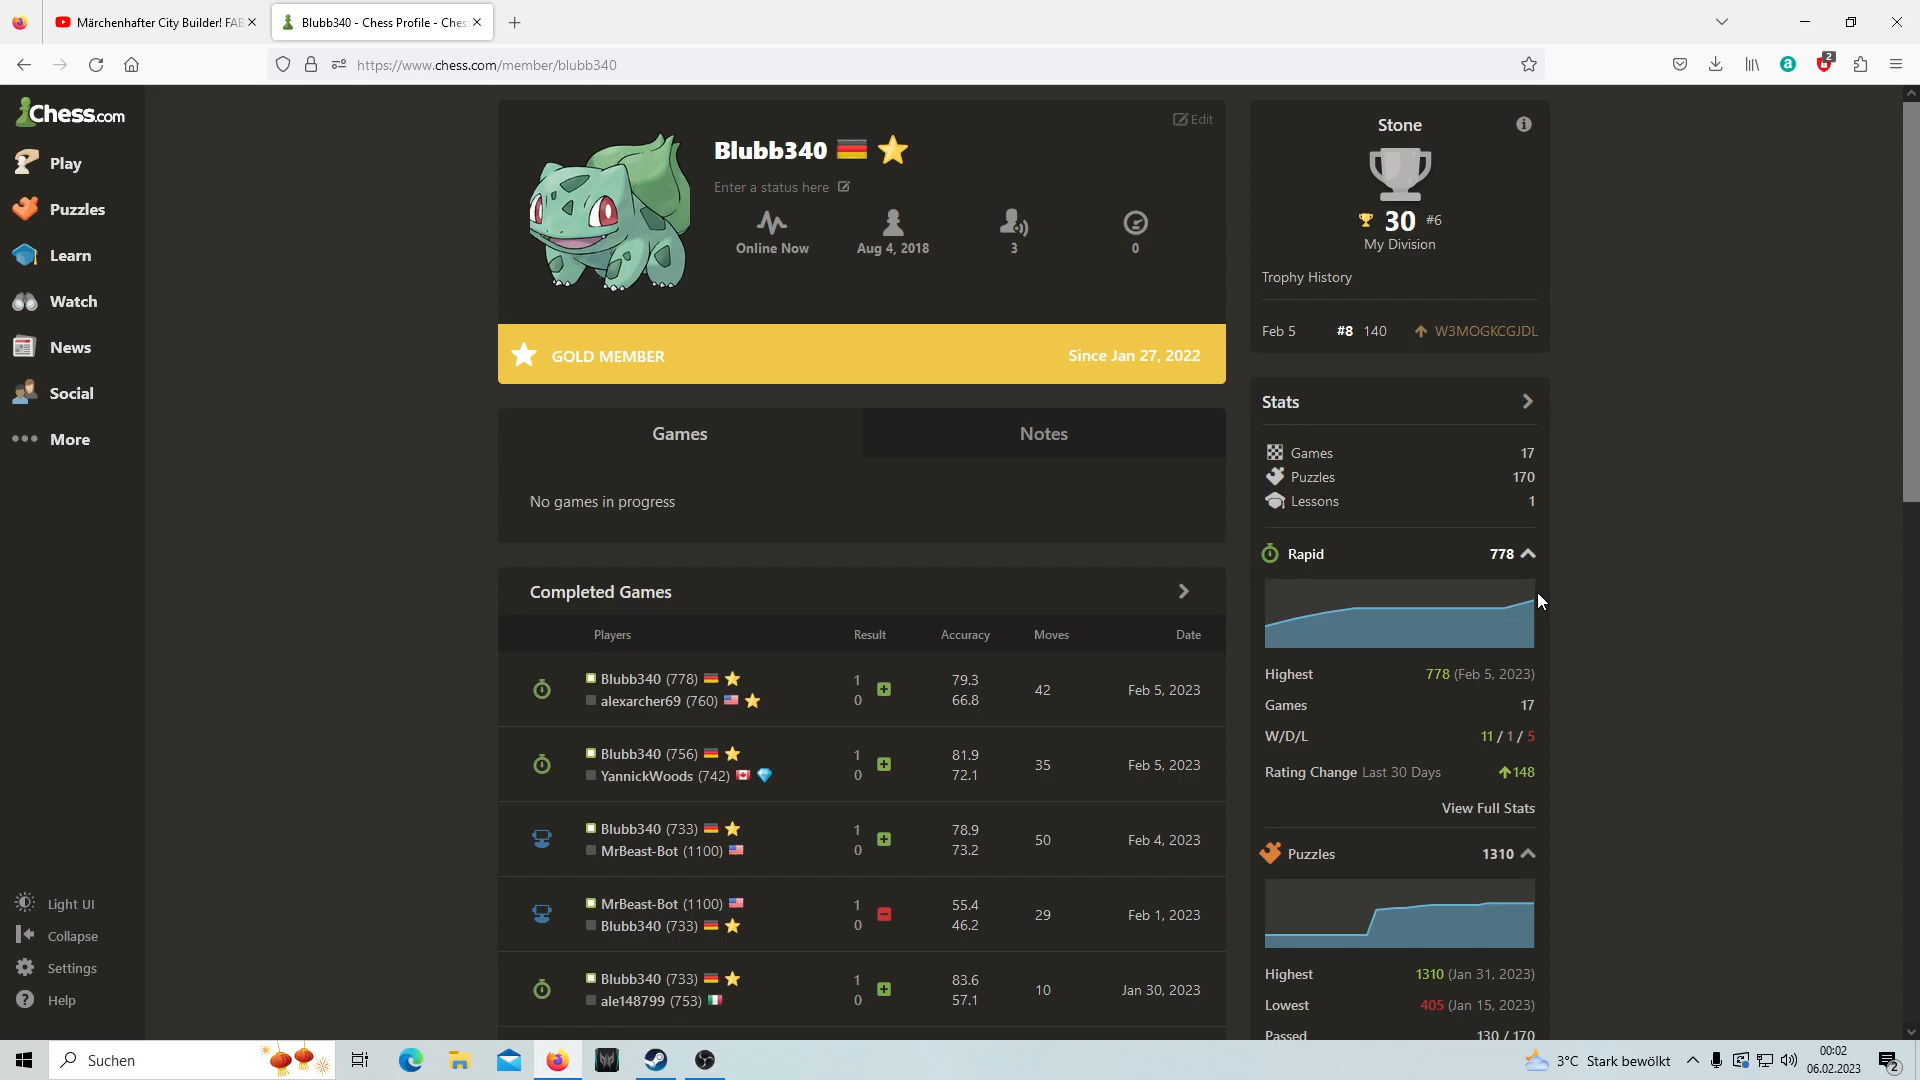 Märchenhafter City Builder! FAB
Blubb340 - Chess Profile - Ches
https://www.chess.com/member/blubb340
2
Chess.com
Play
Puzzles
Learn
Watch
News
Social
More
Light UI
Collapse
Settings
Help
Blubb340
Edit
Enter a status here
Online Now
Aug 4, 2018
3
0
GOLD MEMBER
Since Jan 27, 2022
Games
Notes
No games in progress
Completed Games
Players Result Accuracy Moves Date
Blubb340 (778) 1 79.3
alexarcher69 (760) 0 66.8
42 Feb 5, 2023
Blubb340 (756) 1 81.9
YannickWoods (742) 0 72.1
35 Feb 5, 2023
Blubb340 (733) 1 78.9
MrBeast-Bot (1100) 0 73.2
50 Feb 4, 2023
MrBeast-Bot (1100) 1 55.4
Blubb340 (733) 0 46.2
29 Feb 1, 2023
Blubb340 (733) 1 83.6
ale148799 (753) 0 57.1
10 Jan 30, 2023
Stone
30 #6
My Division
Trophy History
Feb 5 #8 140 W3MOGKCGJDL
Stats
Games 17
Puzzles 170
Lessons 1
Rapid 778
Highest 778 (Feb 5, 2023)
Games 17
W/D/L 11 / 1 / 5
Rating Change Last 30 Days 148
View Full Stats
Puzzles 1310
Highest 1310 (Jan 31, 2023)
Lowest 405 (Jan 15, 2023)
Passed 130 / 170
Suchen
3°C Stark bewölkt
00:02
06.02.2023
2